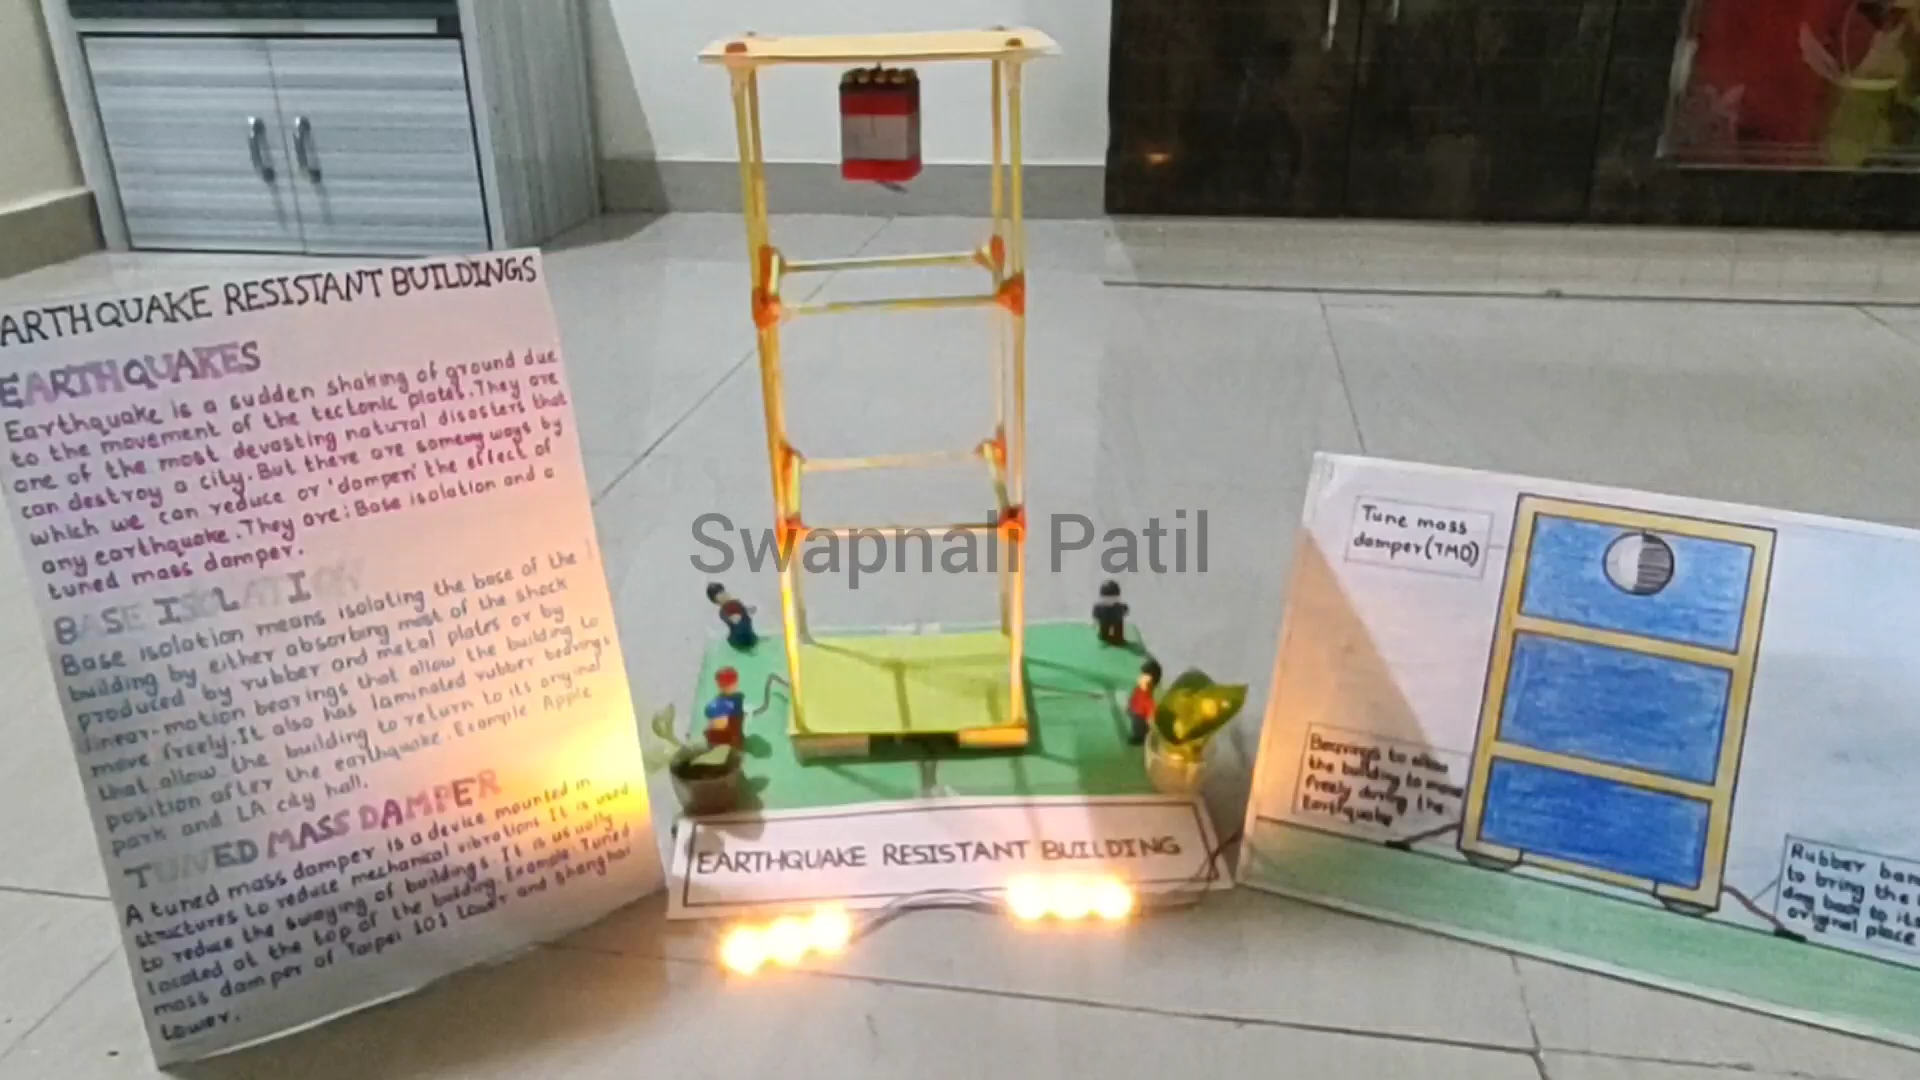 ARTHQUAKE RESISTANT BUILDINGS
EARTHQUAKES
Earthquake is a sudden shaking of ground due
to the movement of the tectonic plates. They are
one of the most devasting natural disasters that
can destroy a city. But there are ways by
which we can reduce or 'dampen' the effect of
any earthquake. They are: Base isolation and a
tuned mass damper.
BASE ISOLATION
Base isolation means isolating the base of the
building by either absorbing most of the shock
produced by rubber and metal plates or by
linear-motion bearings that allow the building to
move freely. It also has laminated rubber bearings
that allow the building to return to its original
position after the earthquake. Example Apple
park and LA city hall.
TUNED MASS DAMPER
A tuned mass damper is a device mounted in
structures to reduce mechanical vibrations It is used
to reduce the swaying of buildings. It is usually
located at the top of the building. Example. Tuned
mass damper of Taipei 101 tower and Shanghai
tower.
Swapnali Patil
EARTHQUAKE RESISTANT BUILDING
Tune mass
damper (TMD)
Bearings to allow
the building to move
freely during the
Earthquake
Rubber ban
to bring the
ding back to its
original place